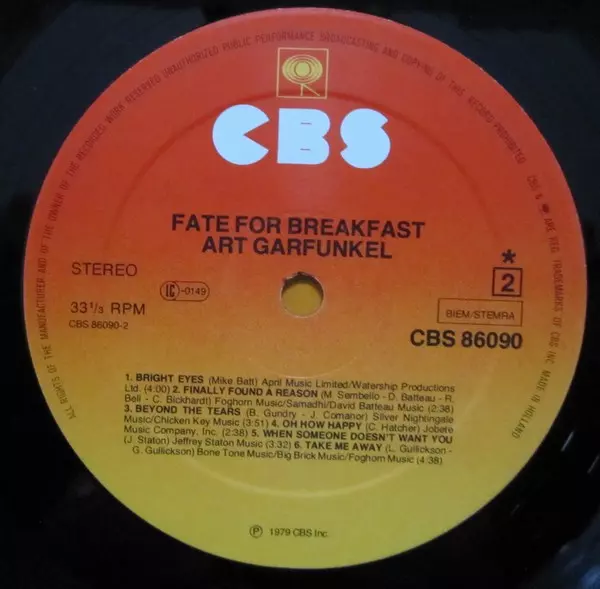 ALL RIGHTS OF THE MANUFACTURER AND OF THE OWNER OF THE RECORDED WORK RESERVED UNAUTHORIZED PUBLIC PERFORMANCE BROADCASTING AND COPYING OF THIS RECORD PROHIBITED
CBS & ARE REG. TRADEMARKS OF CBS INC. MADE IN HOLLAND
CBS
FATE FOR BREAKFAST
ART GARFUNKEL
STEREO
IC-0149
*
2
33 1/3 RPM
CBS 86090-2
BIEM/STEMRA
CBS 86090
1. BRIGHT EYES (Mike Batt) April Music Limited/Watership Productions
Ltd. (4:00) 2. FINALLY FOUND A REASON (M. Sembello - D. Batteau - R.
Bell - C. Bickhardt) Foghorn Music/Samadhi/David Batteau Music (2:38)
3. BEYOND THE TEARS (B. Gundry - J. Comanor) Silver Nightingale
Music/Chicken Key Music (3:51) 4. OH HOW HAPPY (C. Hatcher) Jobete
Music Company, Inc. (2:38) 5. WHEN SOMEONE DOESN'T WANT YOU
(J. Station) Jeffrey Staton Music (3.32) 6. TAKE ME AWAY (L. Gullickson -
G. Gullickson) Bone Tone Music/Big Brick Music/Foghorn Music (4:38)
℗ 1979 CBS Inc.